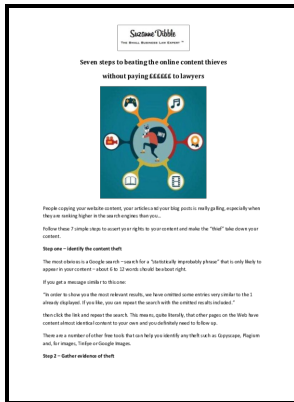 Suzanne Dibble
THE SMALL BUSINESS LAW EXPERT ™
Seven steps to beating the online content thieves
without paying ££££££ to lawyers
People copying your website content, your articles and your blog posts is really galling, especially when
they are ranking higher in the search engines than you...
Follow these 7 simple steps to assert your rights to your content and make the "thief" take down your
content.
Step one – Identify the content theft
The most obvious is a Google search – search for a "statistically improbably phrase" that is only likely to
appear in your content – about 6 to 12 words should be about right.
If you get a message similar to this one:
"In order to show you the most relevant results, we have omitted some entries very similar to the 1
already displayed. If you like, you can repeat the search with the omitted results included."
then click the link and repeat the search. This means, quite literally, that other pages on the Web have
content almost identical to your own and you definitely need to follow up.
There are a number of other free tools that can help you identify any theft such as Copyscape, Plagium
and, for images, TinEye or Google Images.
Step 2 – Gather evidence of theft